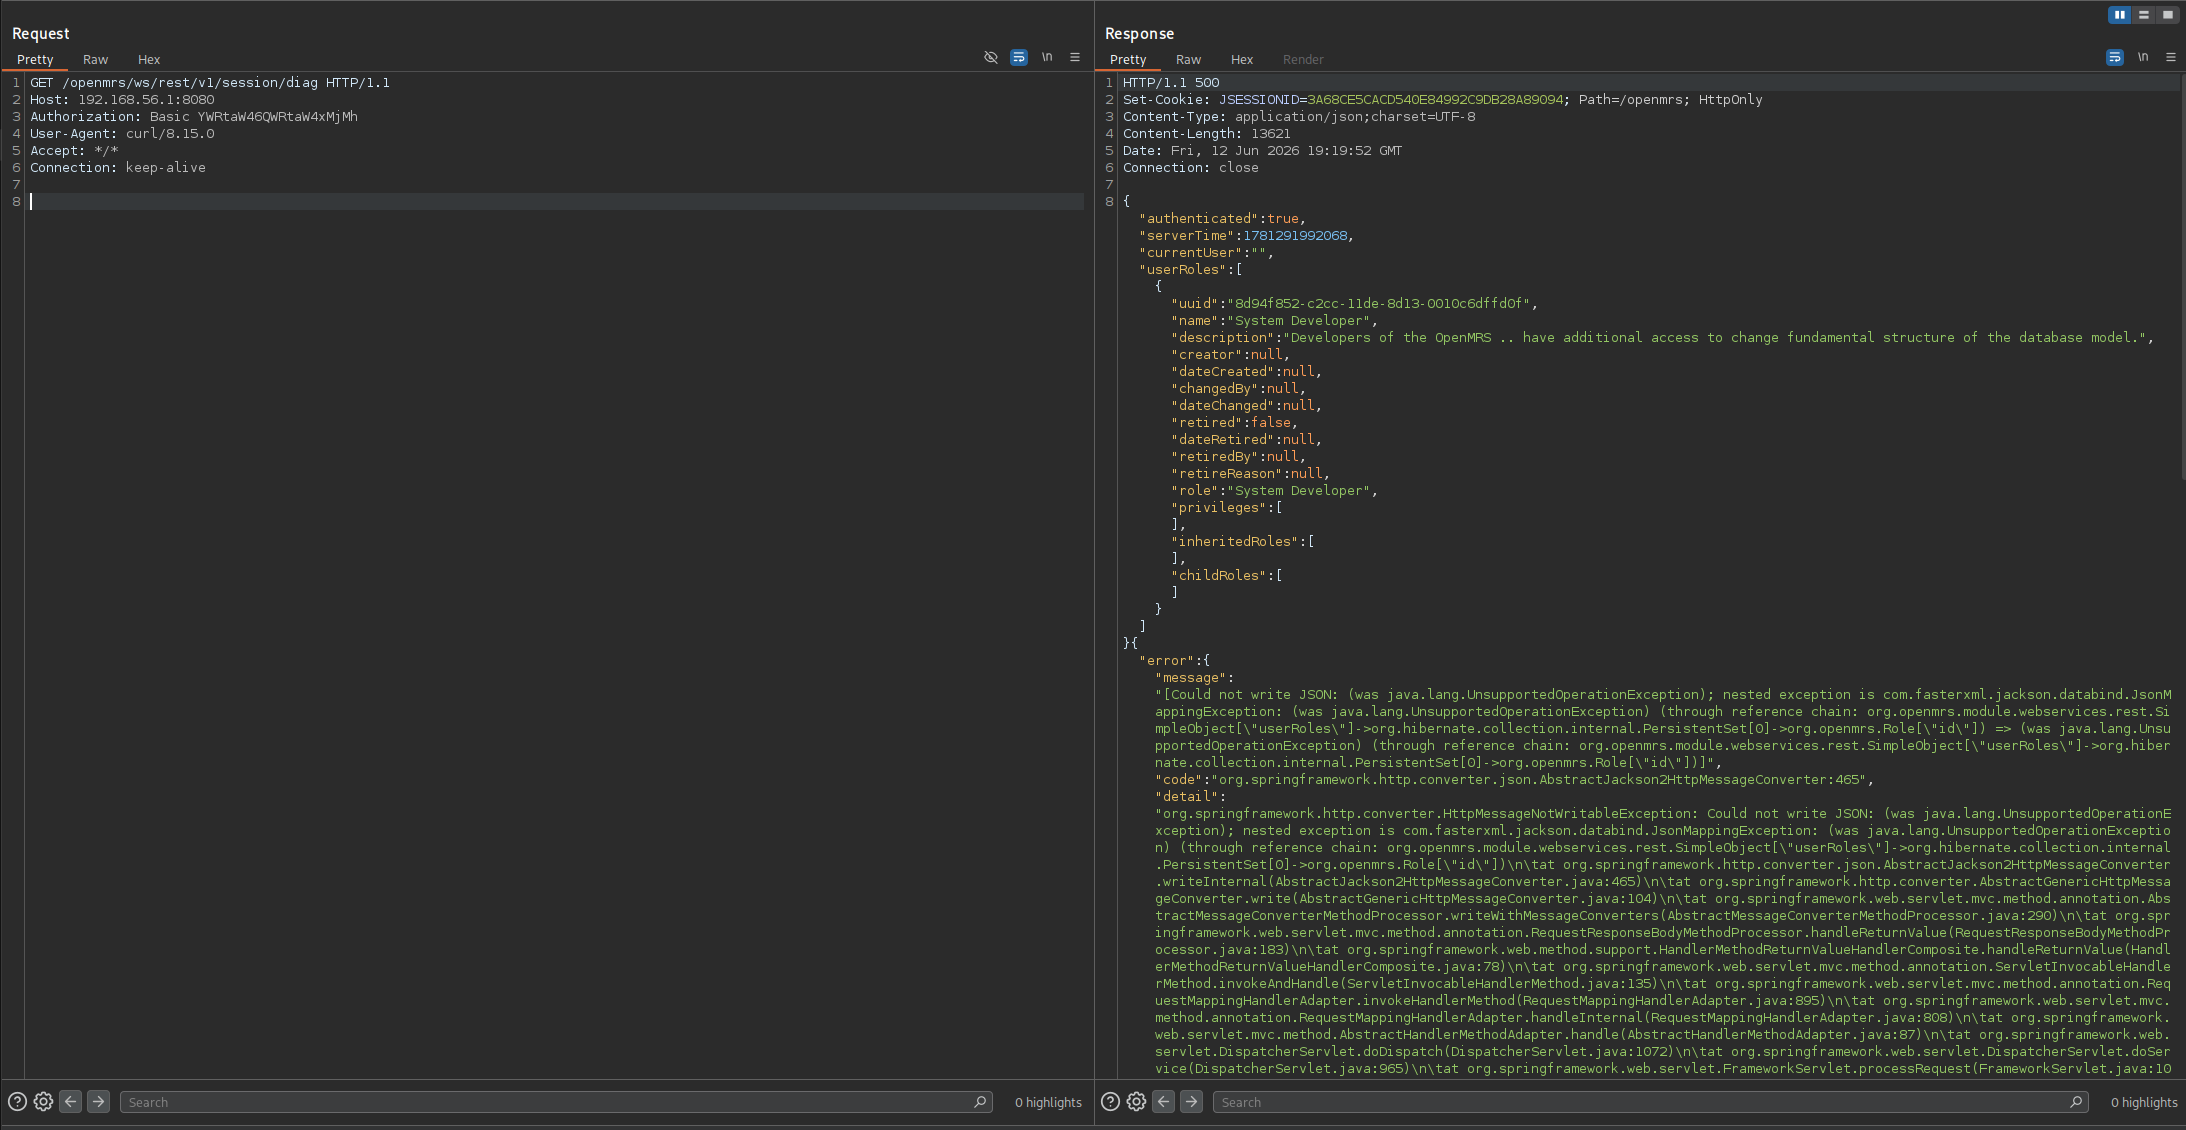 Request
Pretty Raw Hex
\n
1 GET /openmrs/ws/rest/v1/session/diag HTTP/1.1
2 Host: 192.168.56.1:8080
3 Authorization: Basic YWRtaW46QWRtaW4xMjMh
4 User-Agent: curl/8.15.0
5 Accept: */*
6 Connection: keep-alive
7
8
Search
0 highlights
Response
Pretty Raw Hex Render
\n
1 HTTP/1.1 500
2 Set-Cookie: JSESSIONID=3A68CE5CACD540E84992C9DB28A89094; Path=/openmrs; HttpOnly
3 Content-Type: application/json;charset=UTF-8
4 Content-Length: 13621
5 Date: Fri, 12 Jun 2026 19:19:52 GMT
6 Connection: close
7
8 {
"authenticated":true,
"serverTime":1781291992068,
"currentUser":"",
"userRoles":[
{
"uuid":"8d94f852-c2cc-11de-8d13-0010c6dffd0f",
"name":"System Developer",
"description":"Developers of the OpenMRS .. have additional access to change fundamental structure of the database model.",
"creator":null,
"dateCreated":null,
"changedBy":null,
"dateChanged":null,
"retired":false,
"dateRetired":null,
"retiredBy":null,
"retireReason":null,
"role":"System Developer",
"privileges":[
],
"inheritedRoles":[
],
"childRoles":[
]
}
]
}{
"error":{
"message":
"[Could not write JSON: (was java.lang.UnsupportedOperationException); nested exception is com.fasterxml.jackson.databind.JsonM
appingException: (was java.lang.UnsupportedOperationException) (through reference chain: org.openmrs.module.webservices.rest.Si
mpleObject[\"userRoles\"]->org.hibernate.collection.internal.PersistentSet[0]->org.openmrs.Role[\"id\"]) => (was java.lang.Unsu
pportedOperationException) (through reference chain: org.openmrs.module.webservices.rest.SimpleObject[\"userRoles\"]->org.hiber
nate.collection.internal.PersistentSet[0]->org.openmrs.Role[\"id\"])]",
"code":"org.springframework.http.converter.json.AbstractJackson2HttpMessageConverter:465",
"detail":
"org.springframework.http.converter.HttpMessageNotWritableException: Could not write JSON: (was java.lang.UnsupportedOperationE
xception); nested exception is com.fasterxml.jackson.databind.JsonMappingException: (was java.lang.UnsupportedOperationExceptio
n) (through reference chain: org.openmrs.module.webservices.rest.SimpleObject[\"userRoles\"]->org.hibernate.collection.internal
.PersistentSet[0]->org.openmrs.Role[\"id\"])\n\tat org.springframework.http.converter.json.AbstractJackson2HttpMessageConverter
.writeInternal(AbstractJackson2HttpMessageConverter.java:465)\n\tat org.springframework.http.converter.AbstractGenericHttpMessa
geConverter.write(AbstractGenericHttpMessageConverter.java:104)\n\tat org.springframework.web.servlet.mvc.method.annotation.Abs
tractMessageConverterMethodProcessor.writeWithMessageConverters(AbstractMessageConverterMethodProcessor.java:290)\n\tat org.spr
ingframework.web.servlet.mvc.method.annotation.RequestResponseBodyMethodProcessor.handleReturnValue(RequestResponseBodyMethodPr
ocessor.java:183)\n\tat org.springframework.web.method.support.HandlerMethodReturnValueHandlerComposite.handleReturnValue(Handl
erMethodReturnValueHandlerComposite.java:78)\n\tat org.springframework.web.servlet.mvc.method.annotation.ServletInvocableHandle
rMethod.invokeAndHandle(ServletInvocableHandlerMethod.java:135)\n\tat org.springframework.web.servlet.mvc.method.annotation.Req
uestMappingHandlerAdapter.invokeHandlerMethod(RequestMappingHandlerAdapter.java:895)\n\tat org.springframework.web.servlet.mvc.
method.annotation.RequestMappingHandlerAdapter.handleInternal(RequestMappingHandlerAdapter.java:808)\n\tat org.springframework.
web.servlet.mvc.method.AbstractHandlerMethodAdapter.handle(AbstractHandlerMethodAdapter.java:87)\n\tat org.springframework.web.
servlet.DispatcherServlet.doDispatch(DispatcherServlet.java:1072)\n\tat org.springframework.web.servlet.DispatcherServlet.doSer
vice(DispatcherServlet.java:965)\n\tat org.springframework.web.servlet.FrameworkServlet.processRequest(FrameworkServlet.java:10
Search
0 highlights